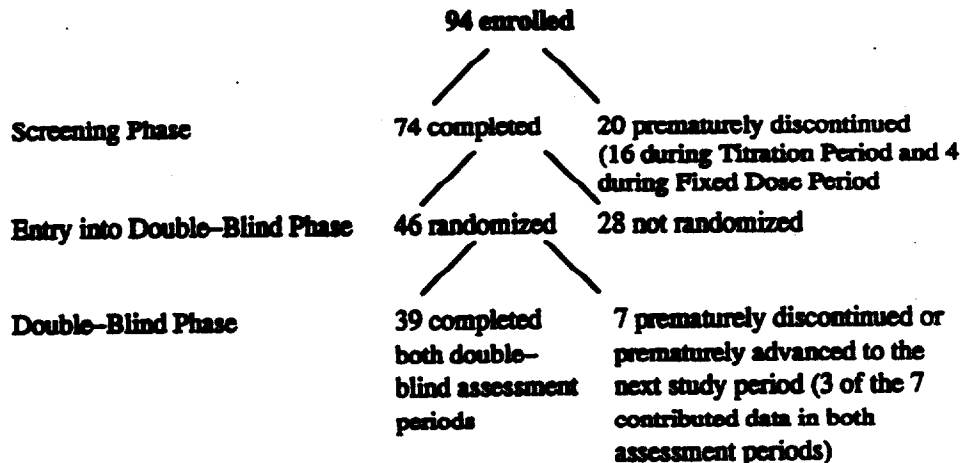 94 enrolled
Screening Phase
74 completed
20 prematurely discontinued
(16 during Titration Period and 4
during Fixed Dose Period
Entry into Double–Blind Phase
46 randomized
28 not randomized
Double–Blind Phase
39 completed
both double–
blind assessment
periods
7 prematurely discontinued or
prematurely advanced to the
next study period (3 of the 7
contributed data in both
assessment periods)